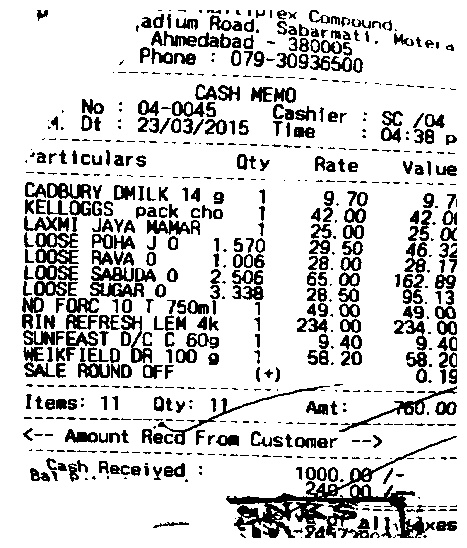 Compound,
adium Road, Sabarmati, Motera
Ahmedabad - 380005
Phone : 079-30936500
CASH MEMO
No : 04-0045 Cashier : SC /04
Dt : 23/03/2015 Time : 04:38 p
articulars Qty Rate Value
CADBURY DMILK 14 g 1 9.70 9.7
KELLOGGS pack cho 1 42.00 42.0
LAXMI JAYA MAMAR 1 25.00 25.00
LOOSE POHA J O 1.570 29.50 46.32
LOOSE RAVA O 1.006 28.00 28.17
LOOSE SABUDA O 2.506 65.00 162.89
LOOSE SUGAR O 3.338 28.50 95.13
ND FORC 10 T 750ml 1 49.00 49.00
RIN REFRESH LEM 4k 1 234.00 234.00
SUNFEAST D/C C 60g 1 9.40 9.40
WEIKFIELD DR 100 g 1 58.20 58.20
SALE ROUND OFF (+) 0.19
Items: 11 Qty: 11 Amt: 760.00
<-- Amount Recd From Customer -->
Cash Received : 1000.00 /-
Bal 240.00 /-
of all taxes